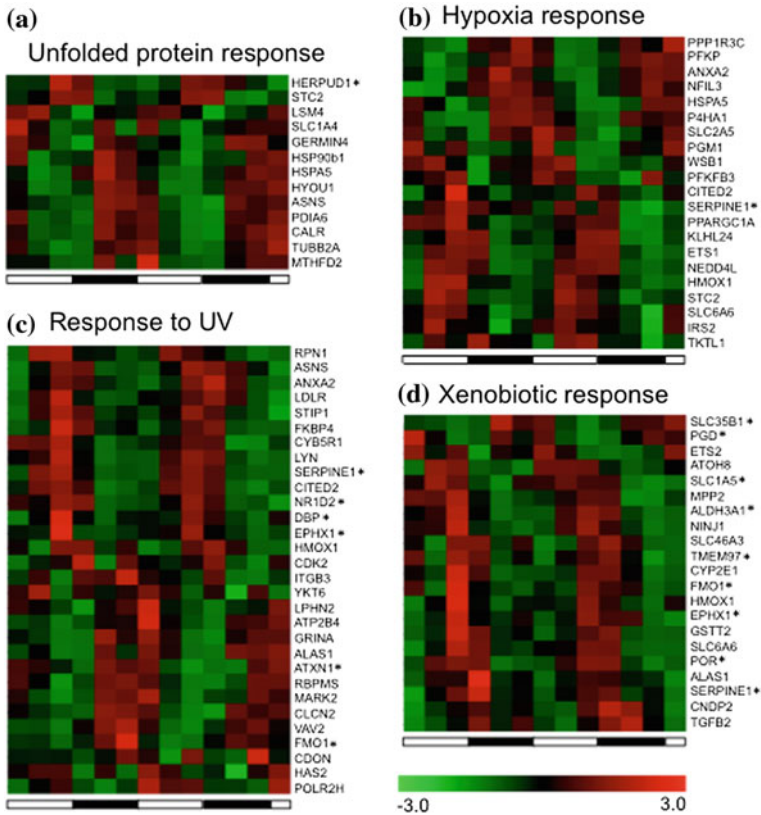 (a)
Unfolded protein response
HERPUD1*
STC2
LSM4
SLC1A4
GERMIN4
HSP90b1
HSPA5
HYOU1
ASNS
PDIA6
CALR
TUBB2A
MTHFD2
(b) Hypoxia response
PPP1R3C
PFKP
ANXA2
NFIL3
HSPA5
P4HA1
SLC2A5
PGM1
WSB1
PFKFB3
CITED2
SERPINE1*
PPARGC1A
KLHL24
ETS1
NEDD4L
HMOX1
STC2
SLC6A6
IRS2
TKTL1
(c) Response to UV
RPN1
ASNS
ANXA2
LDLR
STIP1
FKBP4
CYB5R1
LYN
SERPINE1*
CITED2
NR1D2*
DBP*
EPHX1*
HMOX1
CDK2
ITGB3
YKT6
LPHN2
ATP2B4
GRINA
ALAS1
ATXN1*
RBPMS
MARK2
CLCN2
VAV2
FMO1*
CDON
HAS2
POLR2H
(d) Xenobiotic response
SLC35B1*
PGD*
ETS2
ATOH8
SLC1A5*
MPP2
ALDH3A1*
NINJ1
SLC46A3
TMEM97*
CYP2E1
FMO1*
HMOX1
EPHX1*
GSTT2
SLC6A6
POR*
ALAS1
SERPINE1*
CNDP2
TGFB2
-3.0 3.0